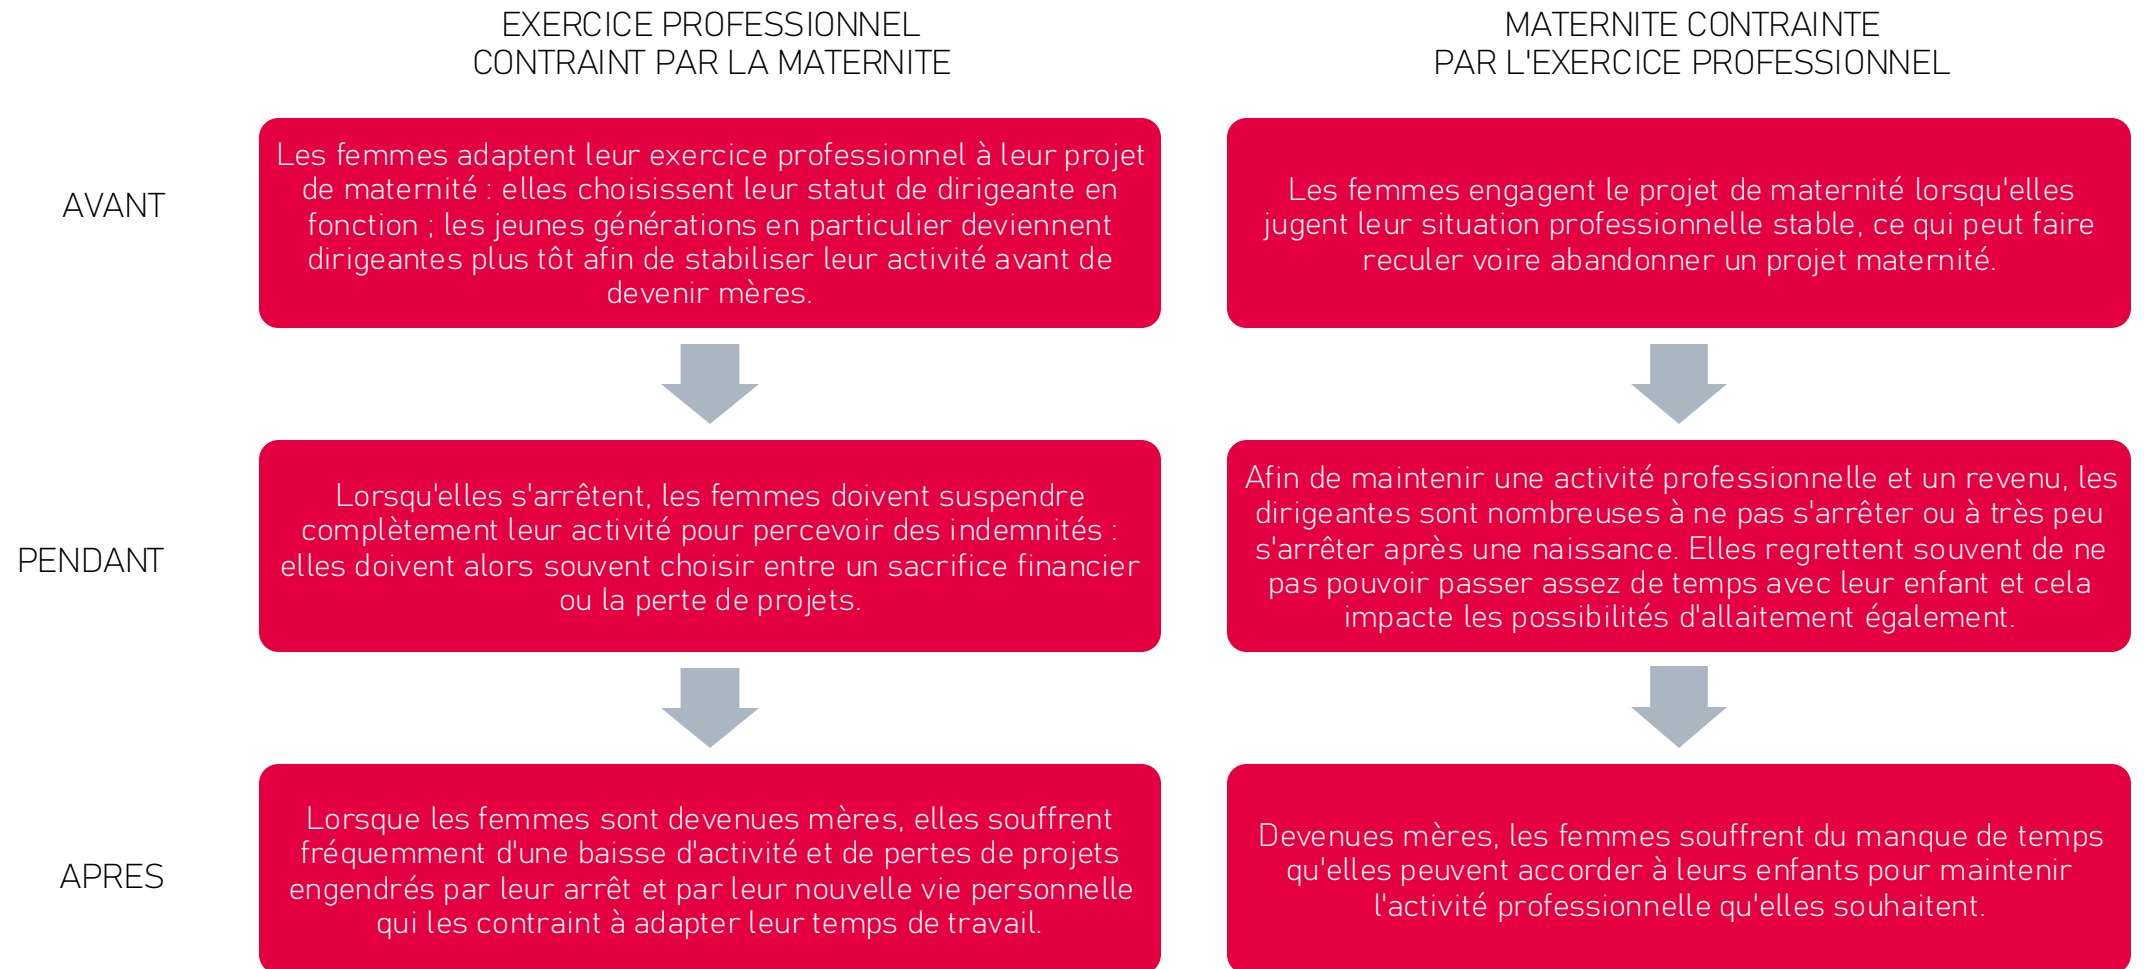 EXERCICE PROFESSIONNEL
CONTRAINT PAR LA MATERNITE
MATERNITE CONTRAINTE
PAR L'EXERCICE PROFESSIONNEL
AVANT
Les femmes adaptent leur exercice professionnel à leur projet
de maternité : elles choisissent leur statut de dirigeante en
fonction ; les jeunes générations en particulier deviennent
dirigeantes plus tôt afin de stabiliser leur activité avant de
devenir mères.
Les femmes engagent le projet de maternité lorsqu'elles
jugent leur situation professionnelle stable, ce qui peut faire
reculer voire abandonner un projet maternité.
PENDANT
Lorsqu'elles s'arrêtent, les femmes doivent suspendre
complètement leur activité pour percevoir des indemnités :
elles doivent alors souvent choisir entre un sacrifice financier
ou la perte de projets.
Afin de maintenir une activité professionnelle et un revenu, les
dirigeantes sont nombreuses à ne pas s'arrêter ou à très peu
s'arrêter après une naissance. Elles regrettent souvent de ne
pas pouvoir passer assez de temps avec leur enfant et cela
impacte les possibilités d'allaitement également.
APRES
Lorsque les femmes sont devenues mères, elles souffrent
fréquemment d'une baisse d'activité et de pertes de projets
engendrés par leur arrêt et par leur nouvelle vie personnelle
qui les contraint à adapter leur temps de travail.
Devenues mères, les femmes souffrent du manque de temps
qu'elles peuvent accorder à leurs enfants pour maintenir
l'activité professionnelle qu'elles souhaitent.